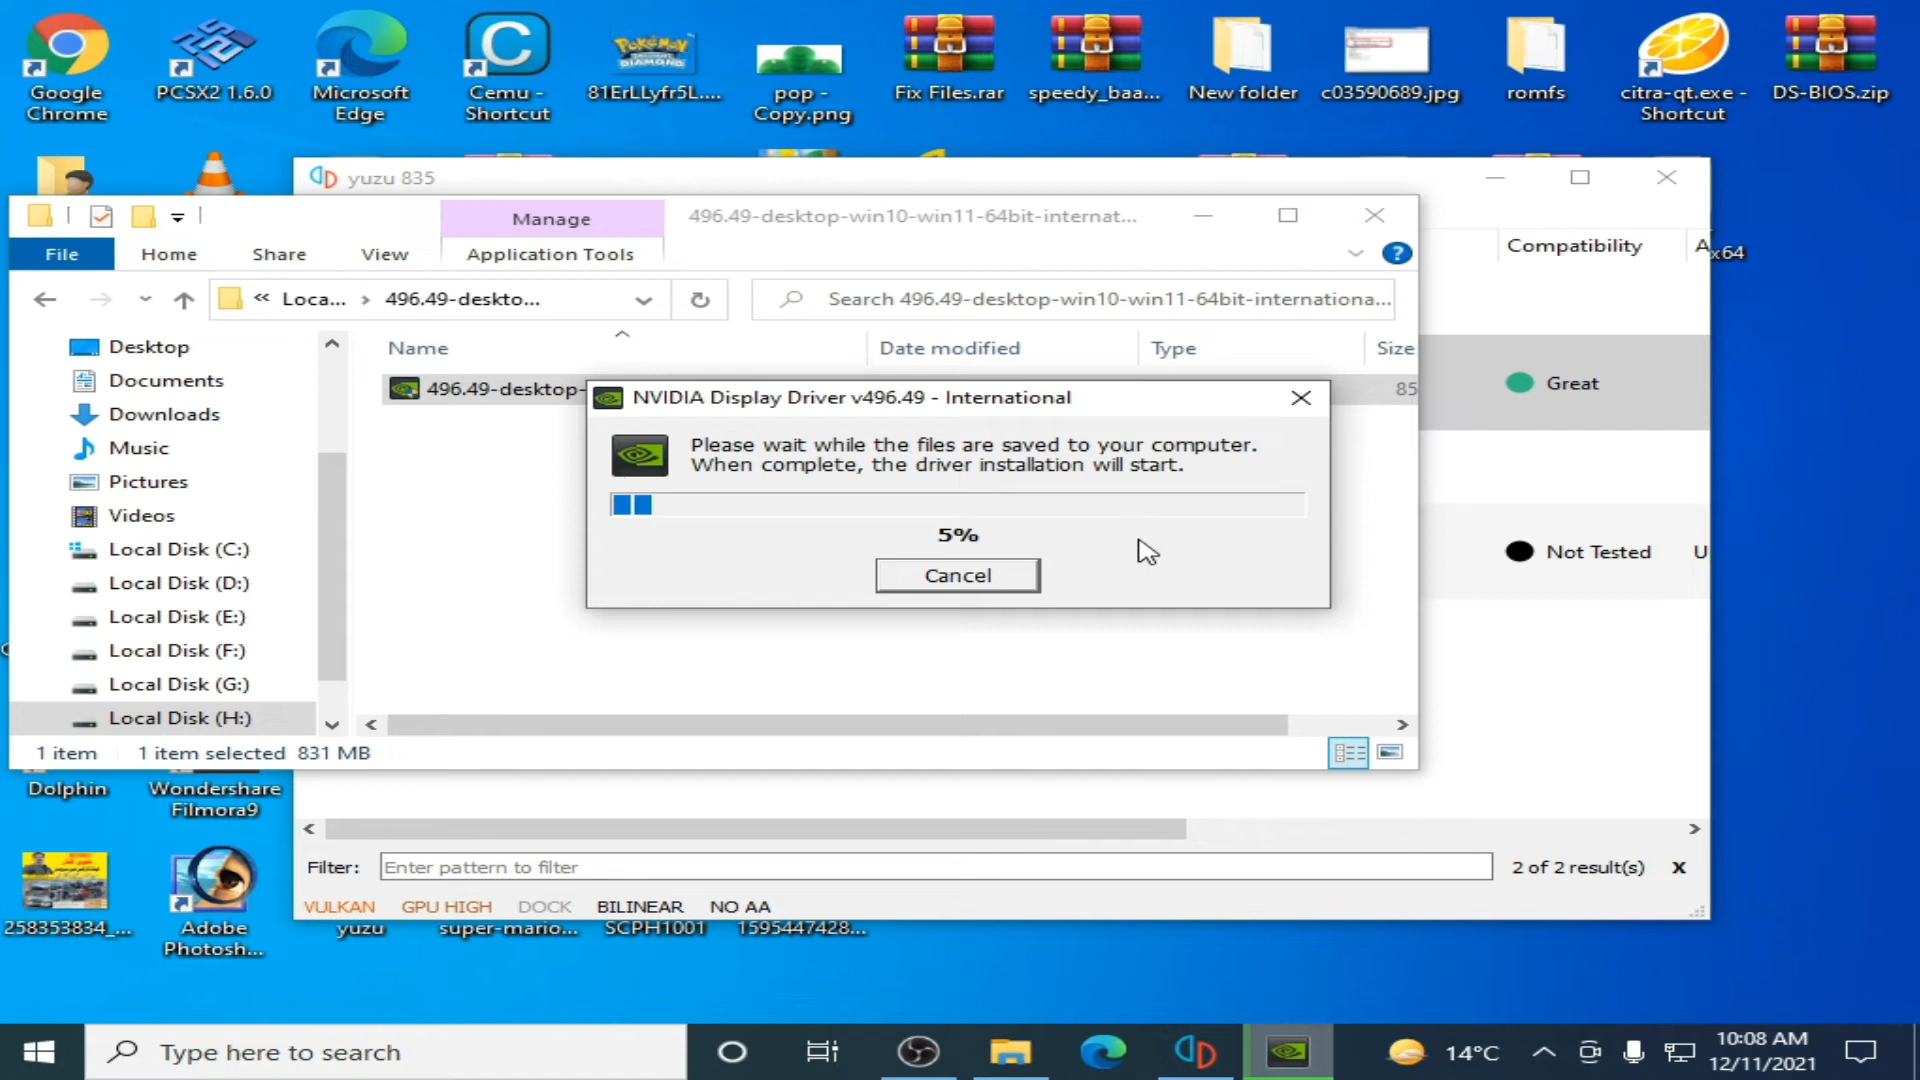 Google
Chrome
PCSX2 1.6.0
Microsoft
Edge
Cemu -
Shortcut
POKéMON
DIAMOND
81ErLLyfr5L....
pop -
Copy.png
Fix Files.rar
speedy_baa...
New folder
c03590689.jpg
romfs
citra-qt.exe -
Shortcut
DS-BIOS.zip
yuzu 835
Manage
496.49-desktop-win10-win11-64bit-internat...
File
Home
Share
View
Application Tools
Compatibility
A
x64
Loca...
496.49-deskto...
Search 496.49-desktop-win10-win11-64bit-internationa...
Name
Date modified
Type
Size
496.49-desktop-
85
Great
Not Tested
U
Desktop
Documents
Downloads
Music
Pictures
Videos
Local Disk (C:)
Local Disk (D:)
Local Disk (E:)
Local Disk (F:)
Local Disk (G:)
Local Disk (H:)
NVIDIA Display Driver v496.49 - International
Please wait while the files are saved to your computer.
When complete, the driver installation will start.
5%
Cancel
1 item
1 item selected 831 MB
Dolphin
Wondershare
Filmora9
Filter:
Enter pattern to filter
2 of 2 result(s)
X
VULKAN
GPU HIGH
DOCK
BILINEAR
NO AA
258353834_...
Adobe
Photosh...
yuzu
super-mario...
SCPH1001
1595447428...
Type here to search
14°C
10:08 AM
12/11/2021